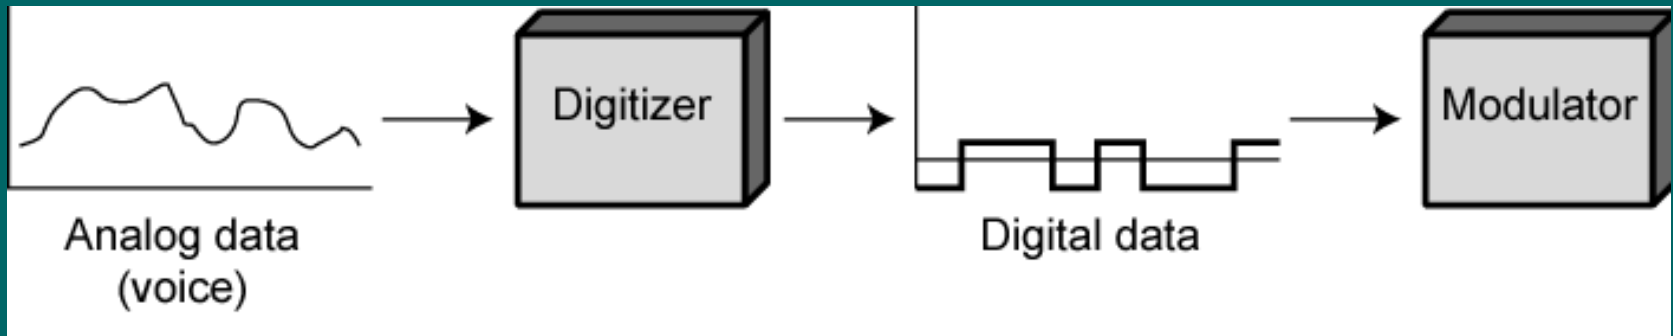 Digitizer
Modulator
Analog data
(voice)
Digital data